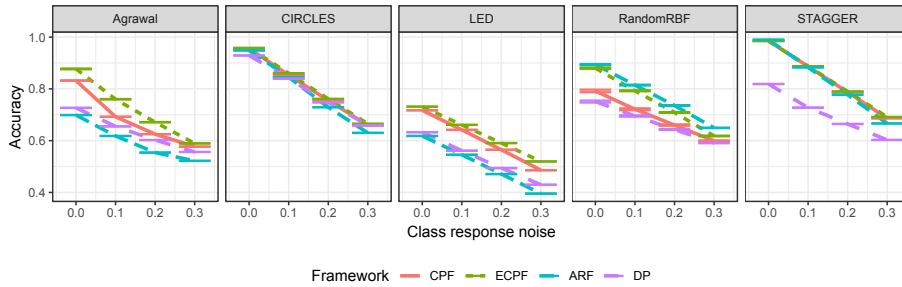 Agrawal CIRCLES LED RandomRBF STAGGER
1.0
0.8
0.6
0.4
Accuracy
0.0 0.1 0.2 0.3 0.0 0.1 0.2 0.3 0.0 0.1 0.2 0.3 0.0 0.1 0.2 0.3 0.0 0.1 0.2 0.3
Class response noise
Framework CPF ECPF ARF DP